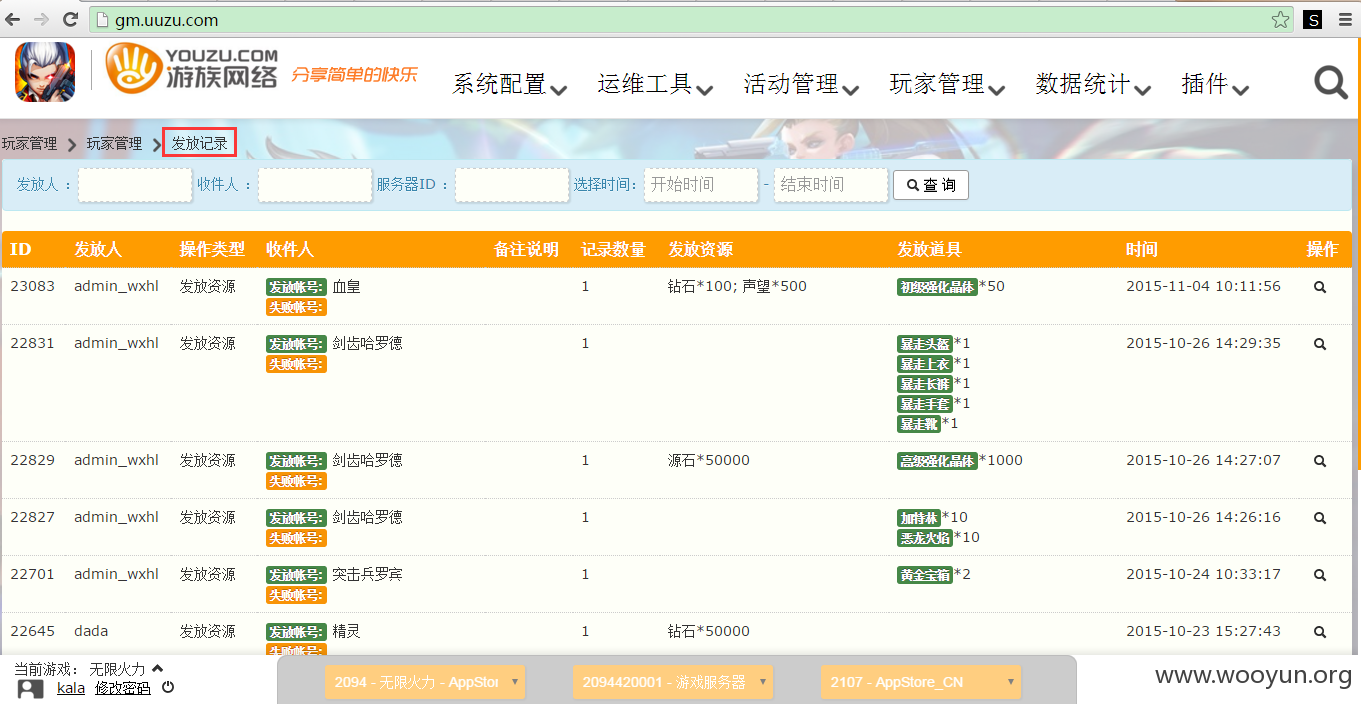 gm.uuzu.com
S
YOUZU.COM
游族网络
分享简单的快乐
系统配置 运维工具 活动管理 玩家管理 数据统计 插件
玩家管理 玩家管理 发放记录
发放人 : 收件人 : 服务器ID : 选择时间: 开始时间 - 结束时间 查 询
ID 发放人 操作类型 收件人 备注说明 记录数量 发放资源 发放道具 时间 操作
23083 admin_wxhl 发放资源 发放帐号: 血皇 1 钻石*100; 声望*500 初级强化晶体*50 2015-11-04 10:11:56
失败帐号:
22831 admin_wxhl 发放资源 发放帐号: 剑齿哈罗德 1 暴走头盔*1 2015-10-26 14:29:35
失败帐号: 暴走上衣*1
暴走长裤*1
暴走手套*1
暴走靴*1
22829 admin_wxhl 发放资源 发放帐号: 剑齿哈罗德 1 源石*50000 高级强化晶体*1000 2015-10-26 14:27:07
失败帐号:
22827 admin_wxhl 发放资源 发放帐号: 剑齿哈罗德 1 加特林*10 2015-10-26 14:26:16
失败帐号: 恶龙火焰*10
22701 admin_wxhl 发放资源 发放帐号: 突击兵罗宾 1 黄金宝箱*2 2015-10-24 10:33:17
失败帐号:
22645 dada 发放资源 发放帐号: 精灵 1 钻石*50000 2015-10-23 15:27:43
失败帐号:
当前游戏: 无限火力
kala 修改密码
2094 - 无限火力 - AppStor 2094420001 - 游戏服务器 2107 - AppStore_CN
www.wooyun.org